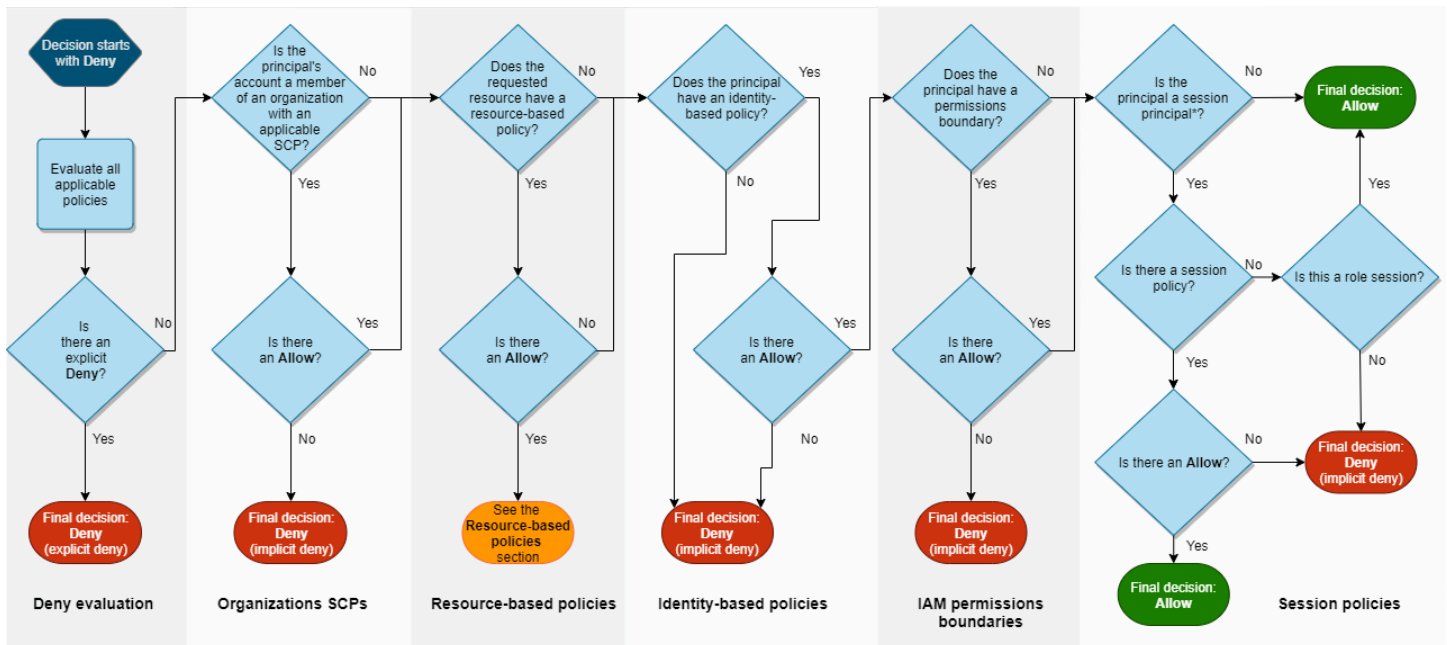 Decision starts
with Deny
Evaluate all
applicable
policies
Is
there an
explicit
Deny?
No
Yes
Final decision:
Deny
(explicit deny)
Deny evaluation
Is the
principal's
account a member
of an organization
with an
applicable
SCP?
No
Yes
Is there
an Allow?
Yes
No
Final decision:
Deny
(implicit deny)
Organizations SCPs
Does the
requested
resource have a
resource-based
policy?
No
Yes
Is there
an Allow?
No
Yes
See the
Resource-based
policies
section
Resource-based policies
Does the principal
have an identity-
based policy?
Yes
No
Is there
an Allow?
Yes
No
Final decision:
Deny
(implicit deny)
Identity-based policies
Does the
principal have a
permissions
boundary?
No
Yes
Is there
an Allow?
Yes
No
Final decision:
Deny
(implicit deny)
IAM permissions
boundaries
Is the
principal a session
principal*?
No
Final decision:
Allow
Yes
Yes
Is there a session
policy?
No
Is this a role session?
Yes
No
Is there an Allow?
No
Final decision:
Deny
(implicit deny)
Yes
Final decision:
Allow
Session policies